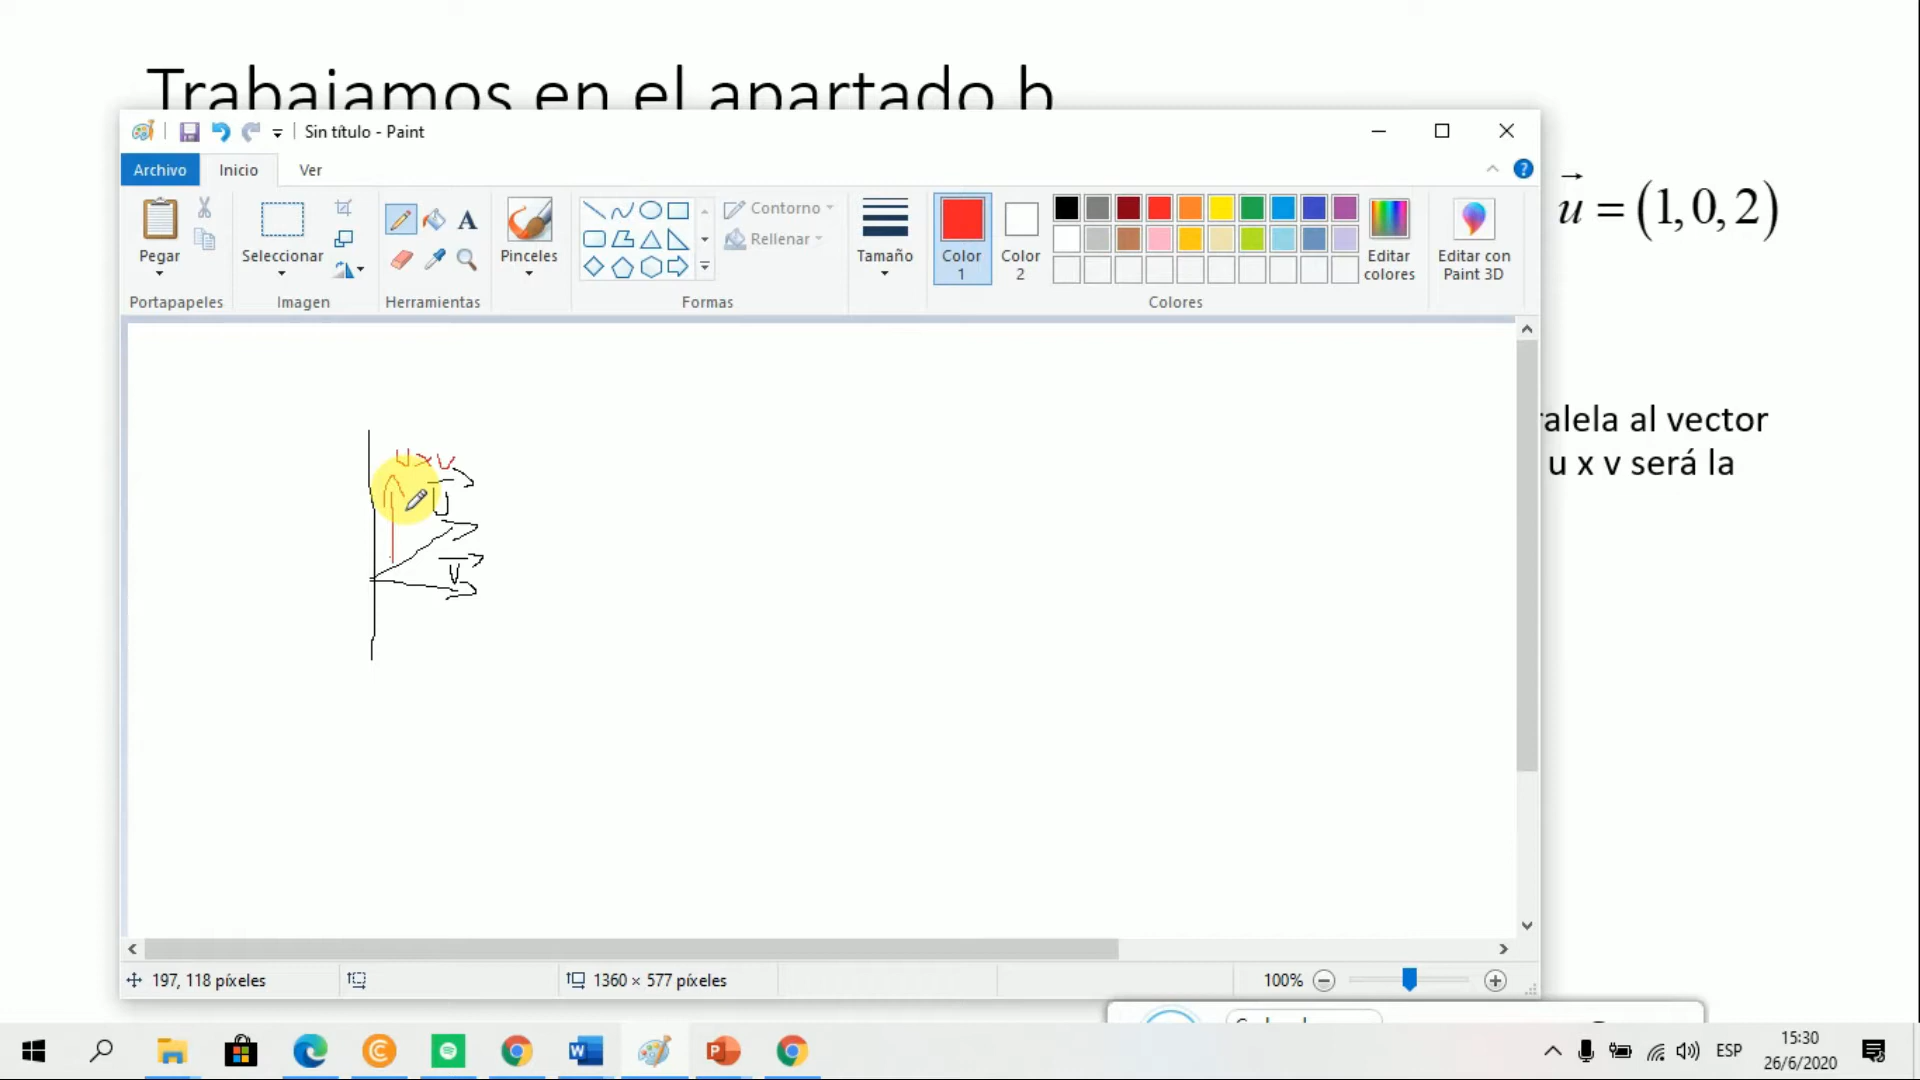 Trabajamos en el apartado b
Sin título - Paint
Archivo Inicio Ver
Pegar
Seleccionar
Pinceles
Contorno
Rellenar
Tamaño
Color 1
Color 2
Editar colores
Editar con Paint 3D
Portapapeles
Imagen
Herramientas
Formas
Colores
u = (1, 0, 2)
ralela al vector
u x v será la
U x V
U
V
197, 118 píxeles
1360 × 577 píxeles
100%
ESP
15:30
26/6/2020